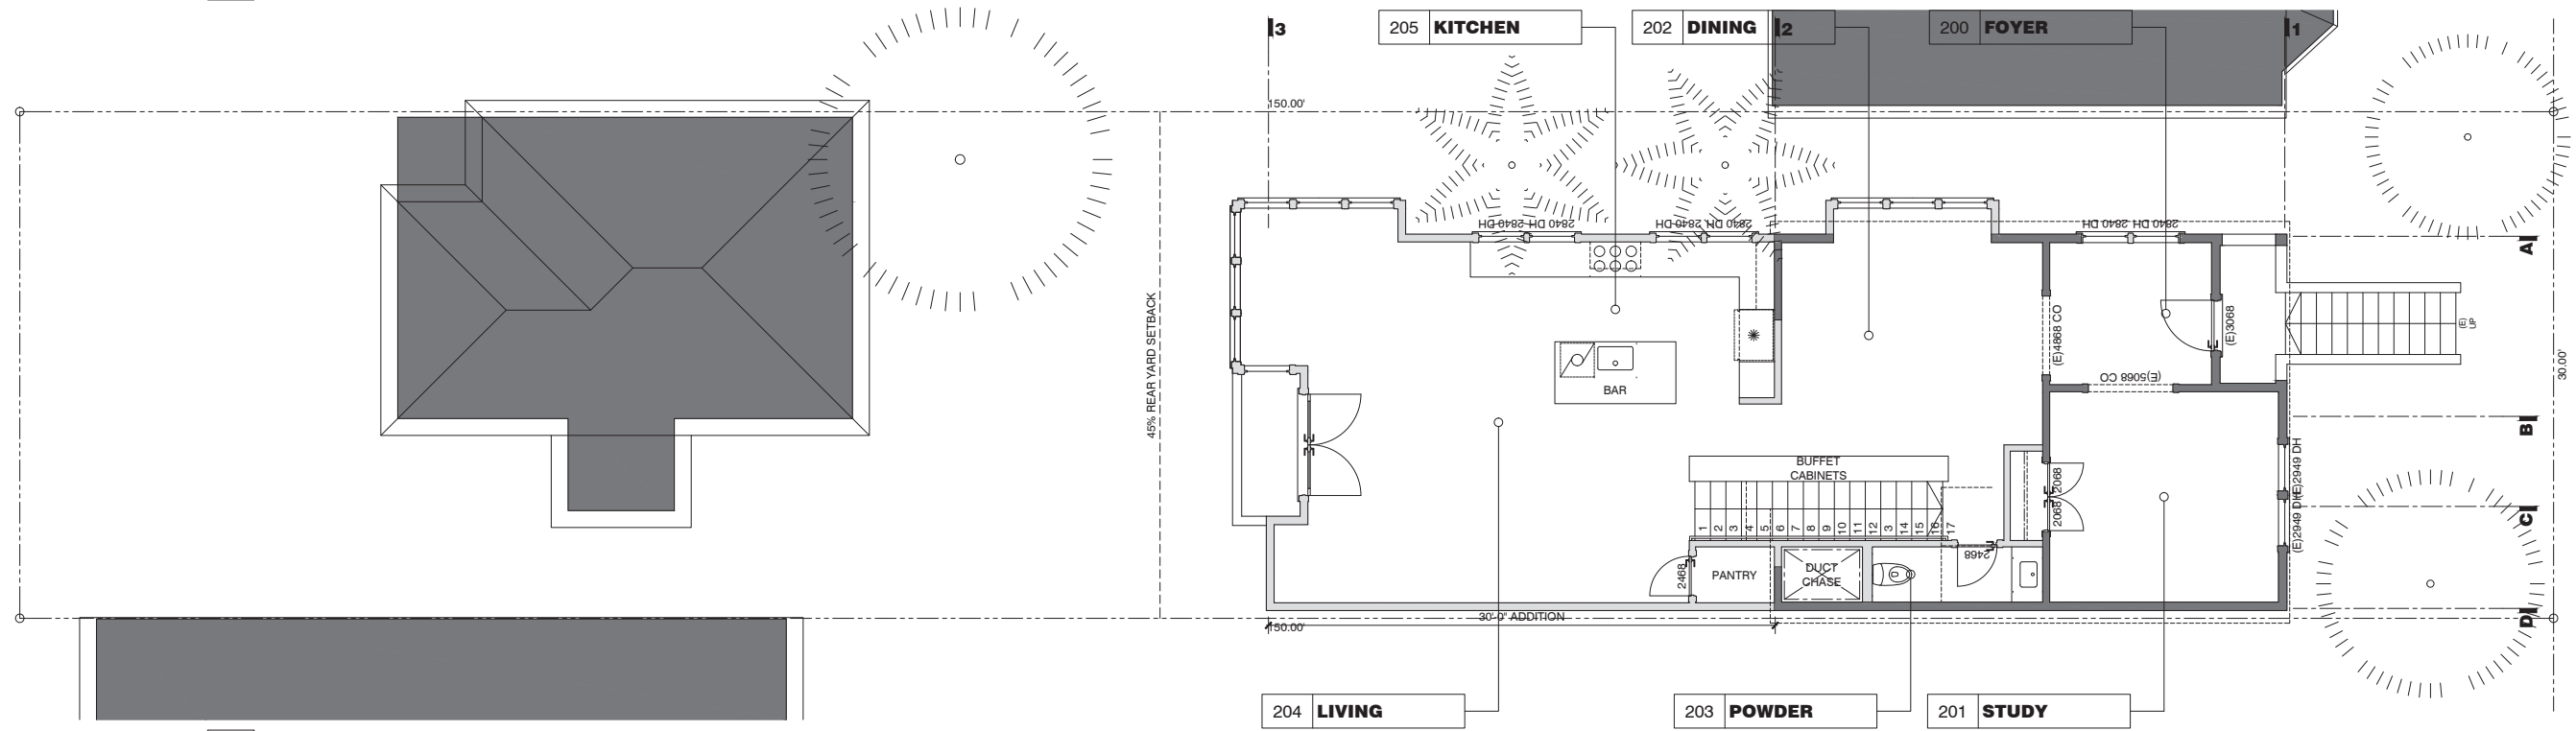 3
205 KITCHEN
202 DINING
2
200 FOYER
1
150.00'
2840 DH 2840 DH
2840 DH 2840 DH
2840 DH 2840 DH
A
45% REAR YARD SETBACK
(E)4868 CO
(E)3068
(E)
UP
30.00'
(E)5068 CO
BAR
B
BUFFET
CABINETS
(E)2949 DH(E)2949 DH
2068 2068
C
1 2 3 4 5 6 7 8 9 10 11 12 3 14 15 16 17
2468
2468
PANTRY
DUCT
CHASE
30'-0" ADDITION
D
150.00'
204 LIVING
203 POWDER
201 STUDY